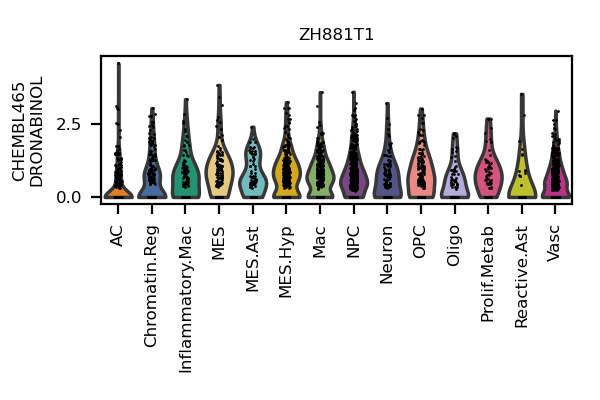 ZH881T1
CHEMBL465
DRONABINOL
2.5
0.0
AC
Chromatin.Reg
Inflammatory.Mac
MES
MES.Ast
MES.Hyp
Mac
NPC
Neuron
OPC
Oligo
Prolif.Metab
Reactive.Ast
Vasc